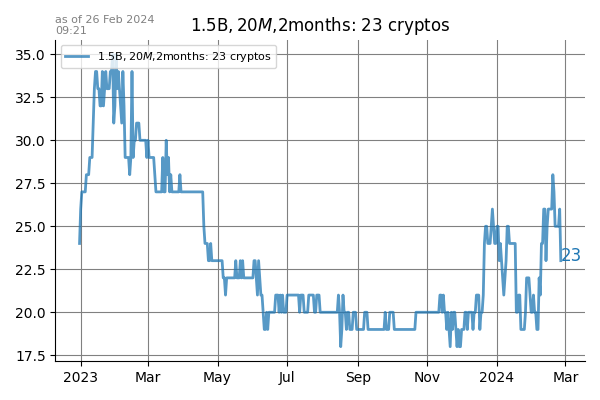 as of 26 Feb 2024
09:21
1.5B,20M,2months: 23 cryptos
1.5B,20M,2months: 23 cryptos
35.0
32.5
30.0
27.5
25.0
22.5
20.0
17.5
23
2023 Mar May Jul Sep Nov 2024 Mar